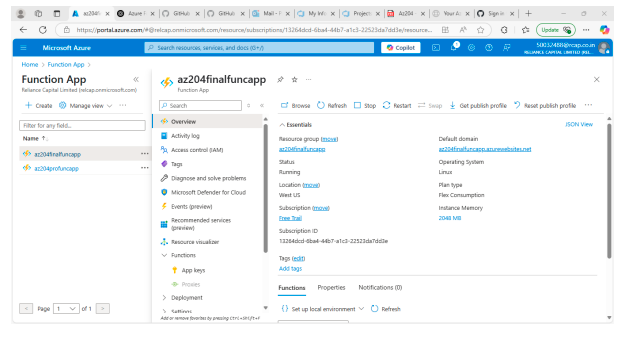 az204fi
Azure F
GitHub
GitHub
Mail - 
My Info
Projects
Az204
Your A
Sign in
https://portal.azure.com/#@relcap.onmicrosoft.com/resource/subscriptions/13264dcd-6ba4-44b7-a1c3-22523da7dd3e/resource...
Update
Microsoft Azure
Search resources, services, and docs (G+/)
Copilot
50032488@rcap.co.in
RELIANCE CAPITAL LIMITED (REL...
Home > Function App >
Function App
Reliance Capital Limited (relcap.onmicrosoft.com)
+ Create
Manage view
...
Filter for any field...
Name ↑↓
az204finalfuncapp
...
az204profuncapp
...
Page 1 of 1
az204finalfuncapp
...
Function App
Search
Overview
Activity log
Access control (IAM)
Tags
Diagnose and solve problems
Microsoft Defender for Cloud
Events (preview)
Recommended services
(preview)
Resource visualizer
Functions
App keys
Proxies
Deployment
Settings
Add or remove favorites by pressing Ctrl+Shift+F
Browse
Refresh
Stop
Restart
Swap
Get publish profile
Reset publish profile
...
Essentials
JSON View
Resource group (move)
az204finalfuncapp
Status
Running
Location (move)
West US
Subscription (move)
Free Trail
Subscription ID
13264dcd-6ba4-44b7-a1c3-22523da7dd3e
Default domain
az204finalfuncapp.azurewebsites.net
Operating System
Linux
Plan type
Flex Consumption
Instance Memory
2048 MB
Tags (edit)
Add tags
Functions
Properties
Notifications (0)
Set up local environment
Refresh